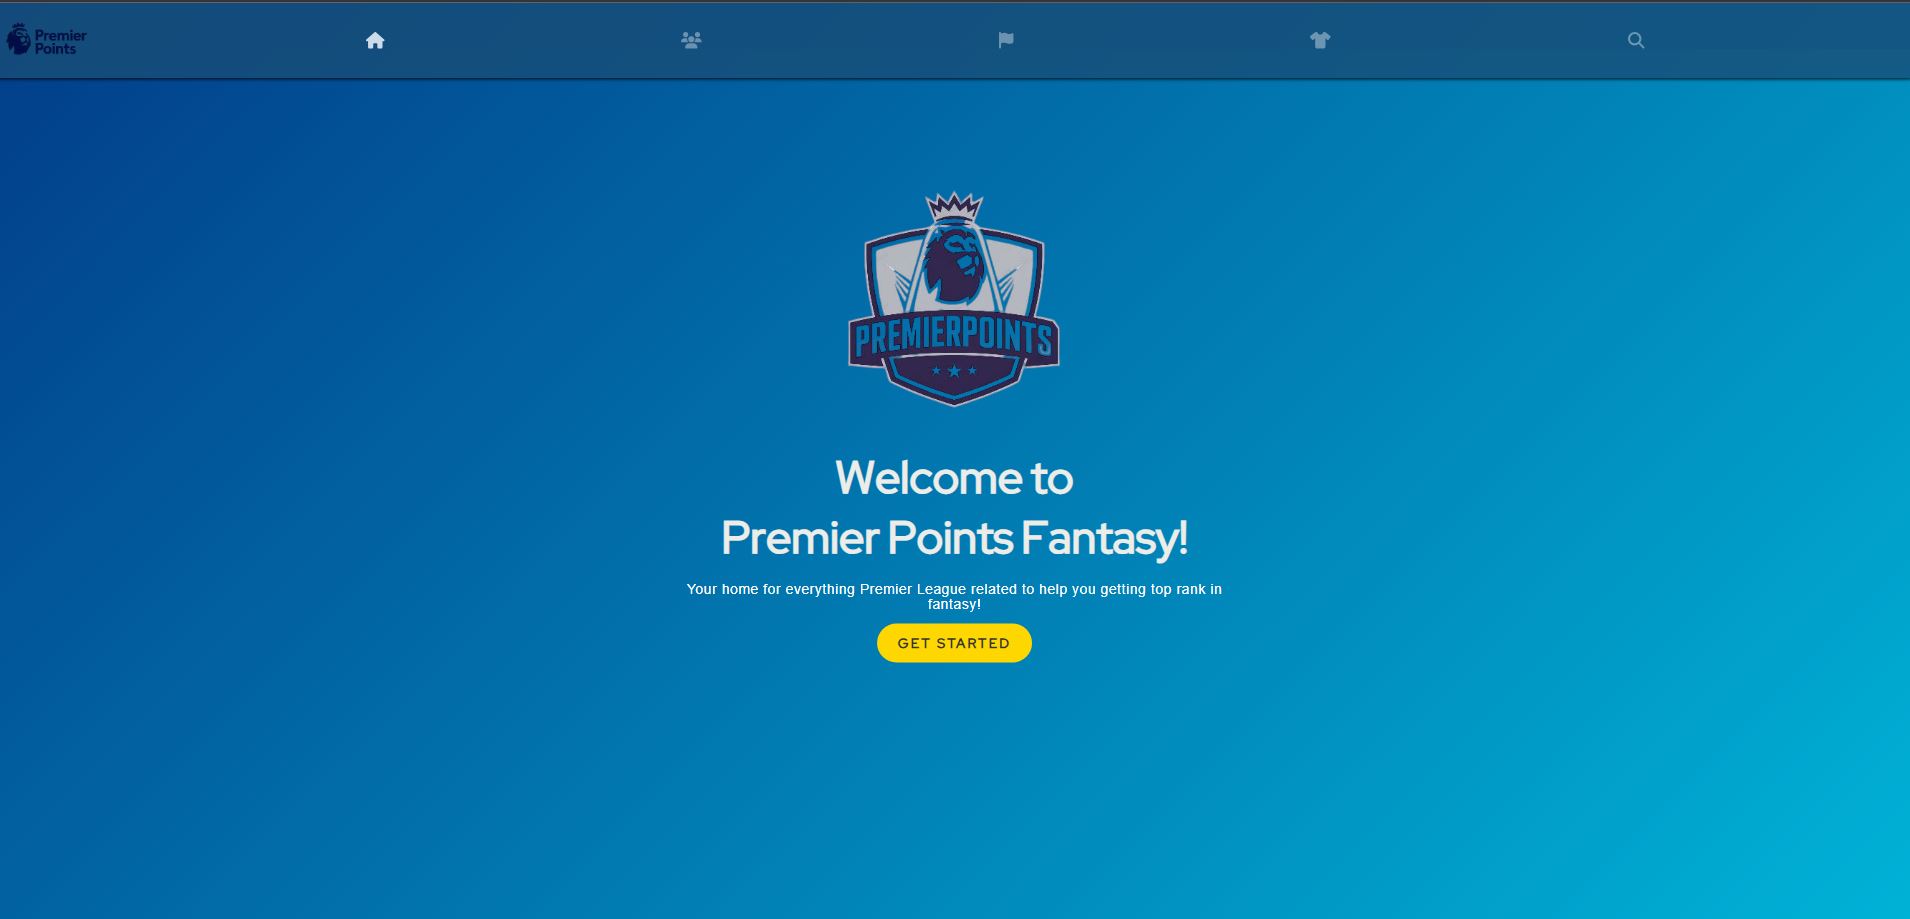 Premier
Points
PREMIERPOINTS
Welcome to
Premier Points Fantasy!
Your home for everything Premier League related to help you getting top rank in
fantasy!
GET STARTED